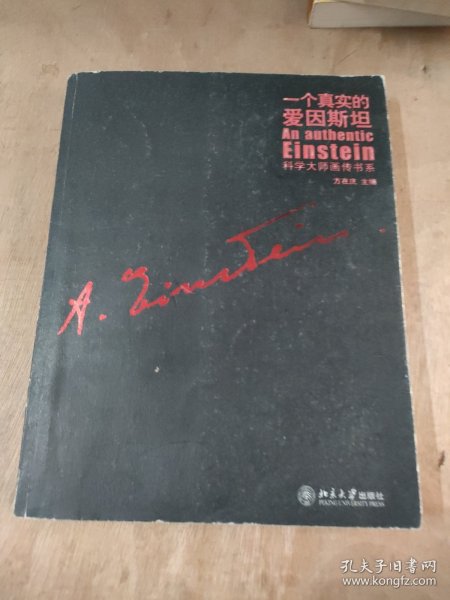 一个真实的
爱因斯坦
An authentic
Einstein
科学大师画传书系
方在庆 主编
A. Einstein.
北京大学出版社
PEKING UNIVERSITY PRESS
孔夫子旧书网
www.kongfz.com